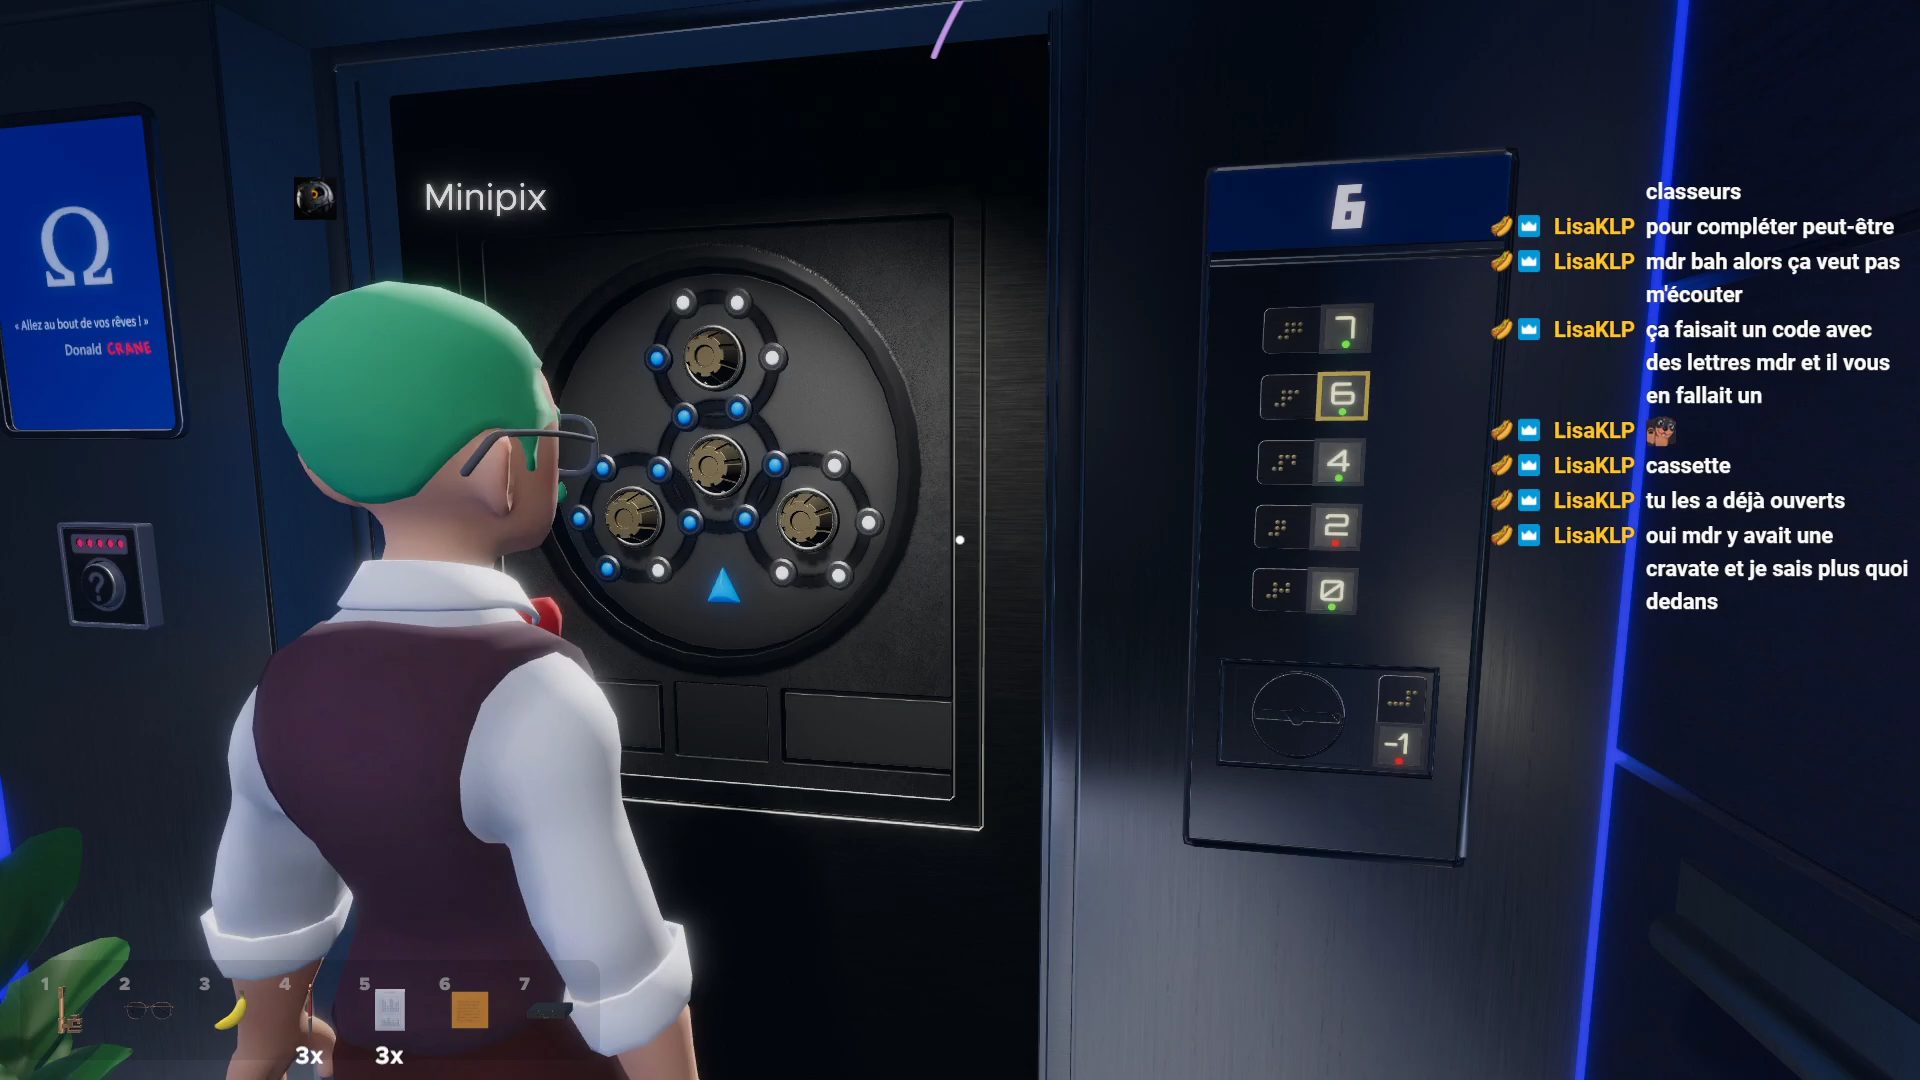 Ω
« Allez au bout de vos rêves ! »
Donald CRANE
?
Minipix
6
7
6
4
2
0
-1
classeurs
LisaKLP pour compléter peut-être
LisaKLP mdr bah alors ça veut pas
m'écouter
LisaKLP ça faisait un code avec
des lettres mdr et il vous
en fallait un
LisaKLP
LisaKLP cassette
LisaKLP tu les a déjà ouverts
LisaKLP oui mdr y avait une
cravate et je sais plus quoi
dedans
1 2 3 4 5 6 7
3x 3x